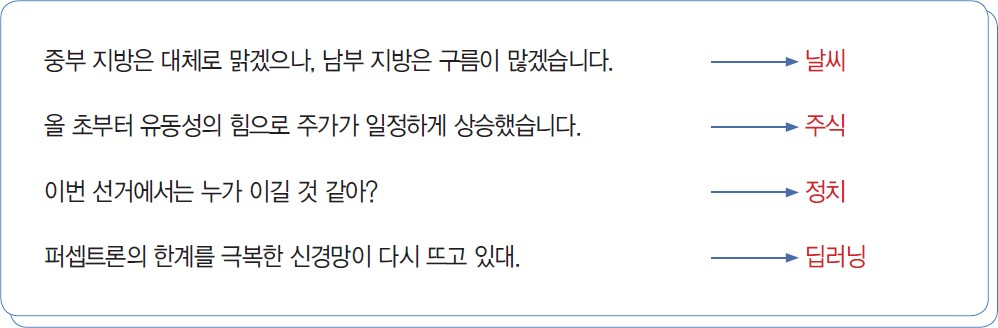 중부 지방은 대체로 맑겠으나, 남부 지방은 구름이 많겠습니다. 날씨
올 초부터 유동성의 힘으로 주가가 일정하게 상승했습니다. 주식
이번 선거에서는 누가 이길 것 같아? 정치
퍼셉트론의 한계를 극복한 신경망이 다시 뜨고 있대. 딥러닝